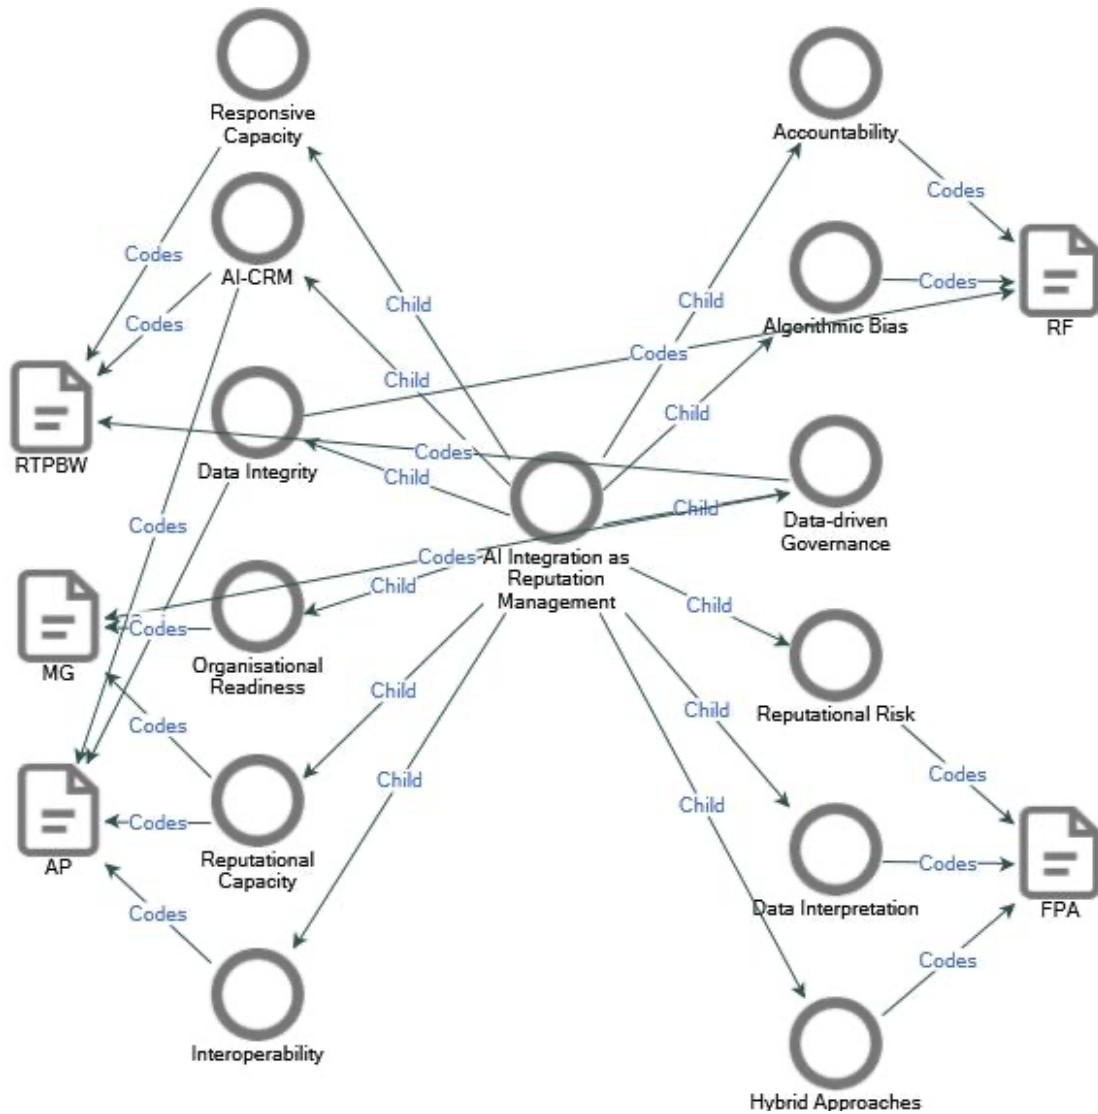 Responsive
Capacity
Accountability
Codes
AI-CRM
Codes
Codes
Child
Child
Algorithmic Bias
Codes
RF
Codes
Child
Codes
Child
RTPBW
Data Integrity
Codes
Child
Data-driven
Governance
Codes
Child
AI Integration as
Reputation
Management
Codes
Child
Child
MG
Codes
Organisational
Readiness
Reputational Risk
Child
Child
Codes
Codes
Child
Child
Codes
AP
Reputational
Capacity
Codes
Data Interpretation
FPA
Codes
Codes
Interoperability
Hybrid Approaches